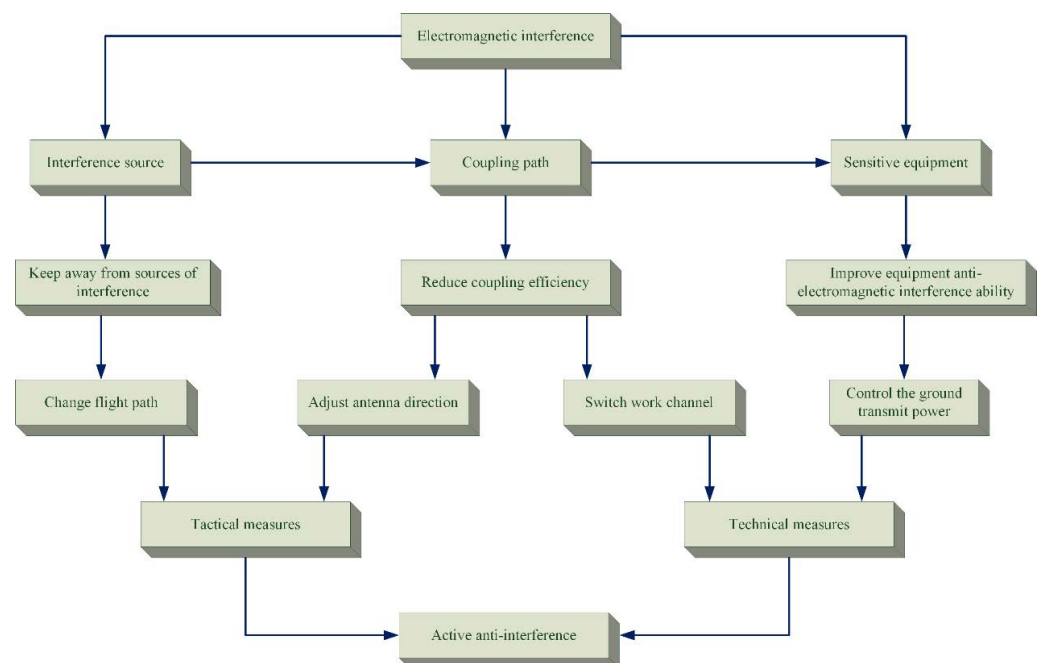 Electromagnetic interference
Interference source
Coupling path
Sensitive equipment
Keep away from sources of
interference
Reduce coupling efficiency
Improve equipment anti-
electromagnetic interference ability
Change flight path
Adjust antenna direction
Switch work channel
Control the ground
transmit power
Tactical measures
Technical measures
Active anti-interference